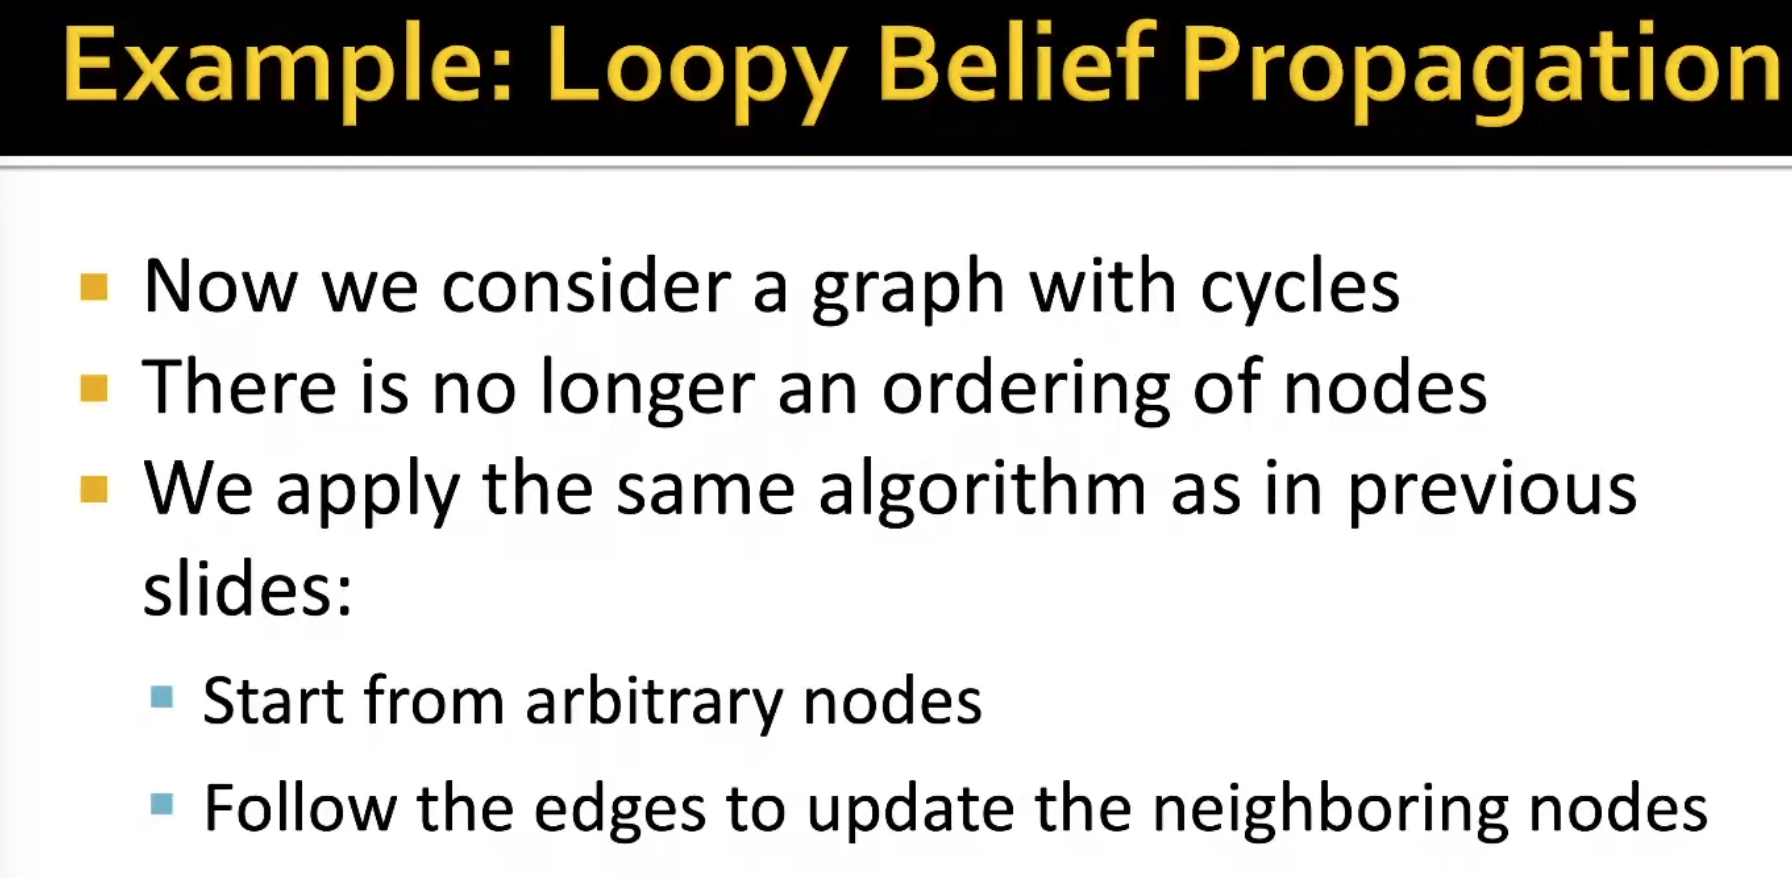 Example: Loopy Belief Propagation
Now we consider a graph with cycles
There is no longer an ordering of nodes
We apply the same algorithm as in previous
slides:
Start from arbitrary nodes
Follow the edges to update the neighboring nodes